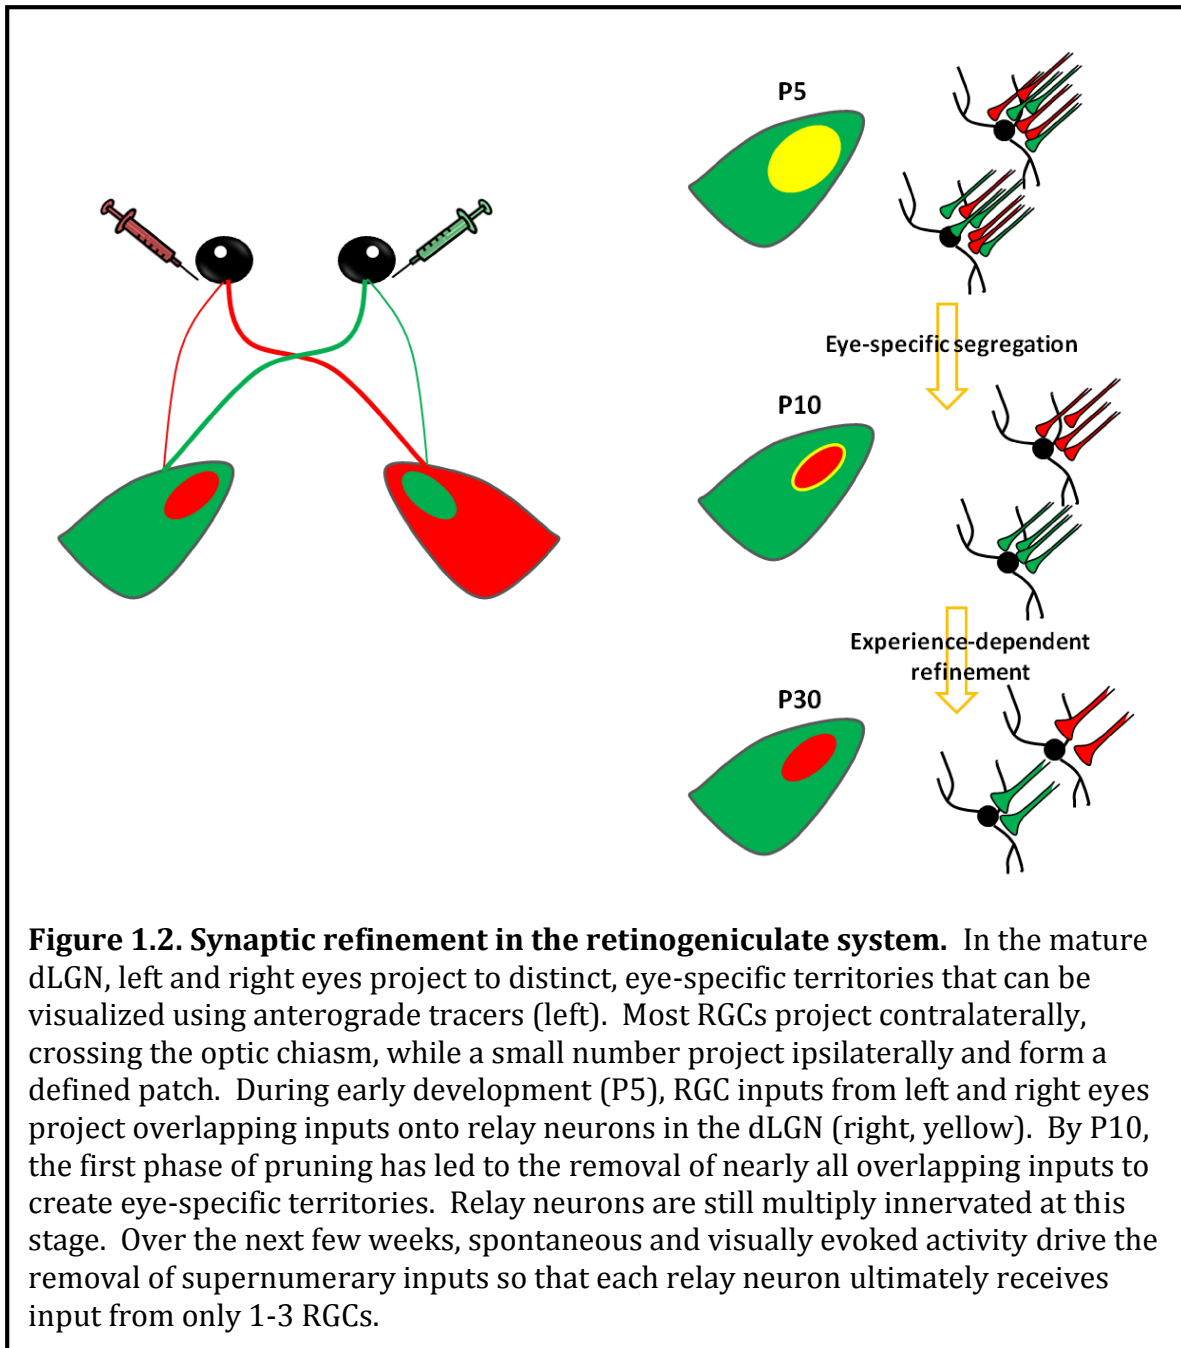 P5
Eye-specific segregation
P10
Experience-dependent
refinement
P30
Figure 1.2. Synaptic refinement in the retinogeniculate system. In the mature
dLGN, left and right eyes project to distinct, eye-specific territories that can be
visualized using anterograde tracers (left). Most RGCs project contralaterally,
crossing the optic chiasm, while a small number project ipsilaterally and form a
defined patch. During early development (P5), RGC inputs from left and right eyes
project overlapping inputs onto relay neurons in the dLGN (right, yellow). By P10,
the first phase of pruning has led to the removal of nearly all overlapping inputs to
create eye-specific territories. Relay neurons are still multiply innervated at this
stage. Over the next few weeks, spontaneous and visually evoked activity drive the
removal of supernumerary inputs so that each relay neuron ultimately receives
input from only 1-3 RGCs.